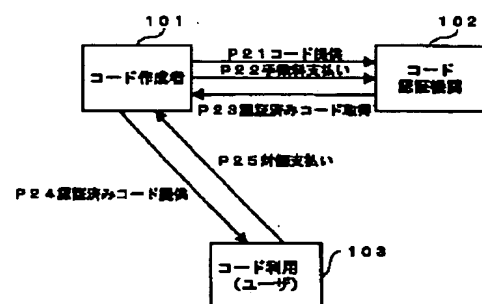 101
102
コード作成者
P21コード提供
P22手数料支払い
P23認証済みコード取得
コード
認証機関
P25対価支払い
P24認証済みコード提供
コード利用
(ユーザ)
103